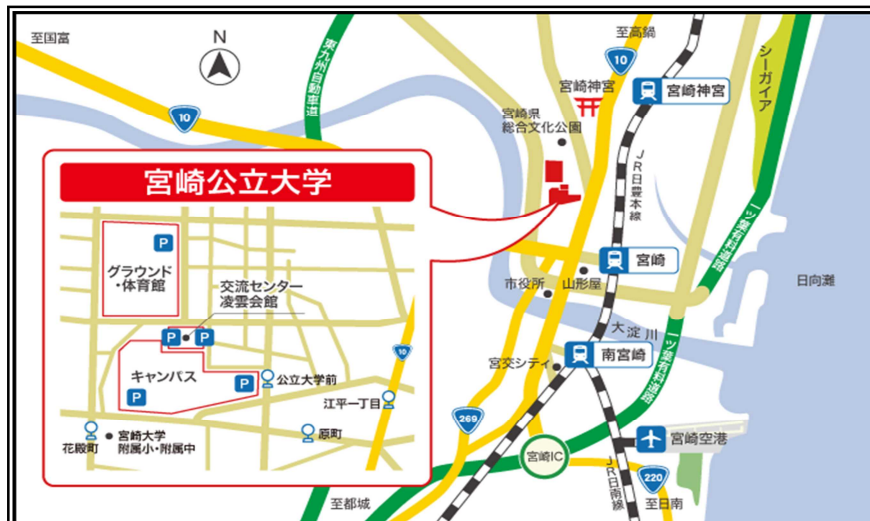 至国富
N
10
東九州自動車道
至高鍋
10
宮崎神宮
宮崎神宮
シーガイア
宮崎県
総合文化公園
JR日豊本線
一ツ葉有料道路
宮崎公立大学
P
グラウンド
・体育館
交流センター
凌雲会館
P
P
キャンパス
P
P
公立大学前
10
江平一丁目
花殿町
宮崎大学
附属小・附属中
原町
宮崎
市役所
山形屋
日向灘
大淀川
南宮崎
宮交シティ
一ツ葉有料道路
269
宮崎IC
宮崎空港
JR日南線
220
至都城
至日南